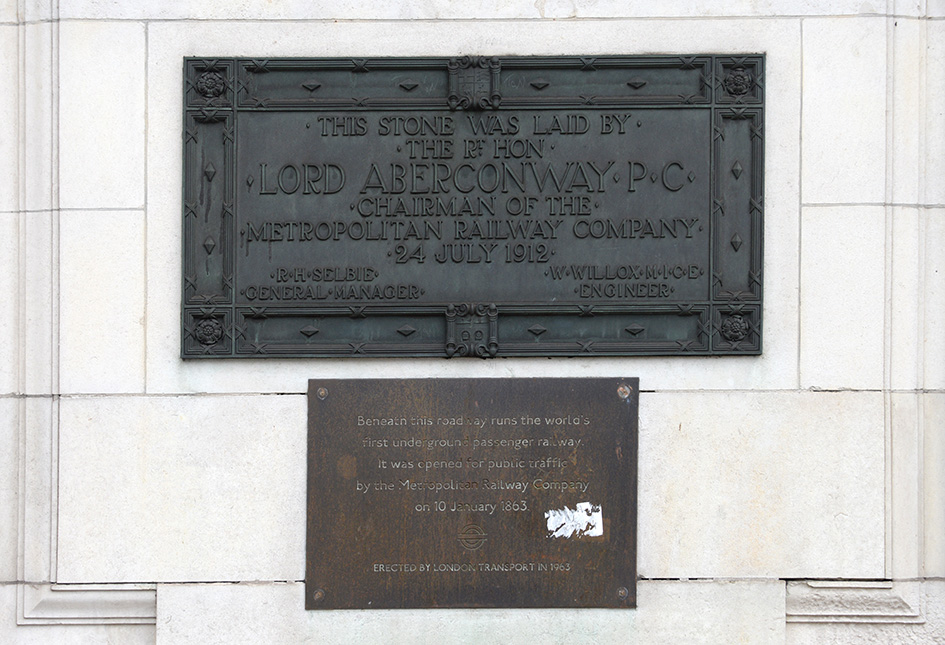 ·THIS STONE WAS LAID BY·
·THE RT HON·
·LORD ABERCONWAY·P·C·
·CHAIRMAN OF THE·
·METROPOLITAN RAILWAY COMPANY·
·24 JULY 1912·
·R·H·SELBIE·
·GENERAL·MANAGER·
·W·WILLOX·M·I·C·E·
·ENGINEER·
Beneath this roadway runs the world's
first underground passenger railway.
It was opened for public traffic
by the Metropolitan Railway Company
on 10 January 1863.
ERECTED BY LONDON TRANSPORT IN 1963